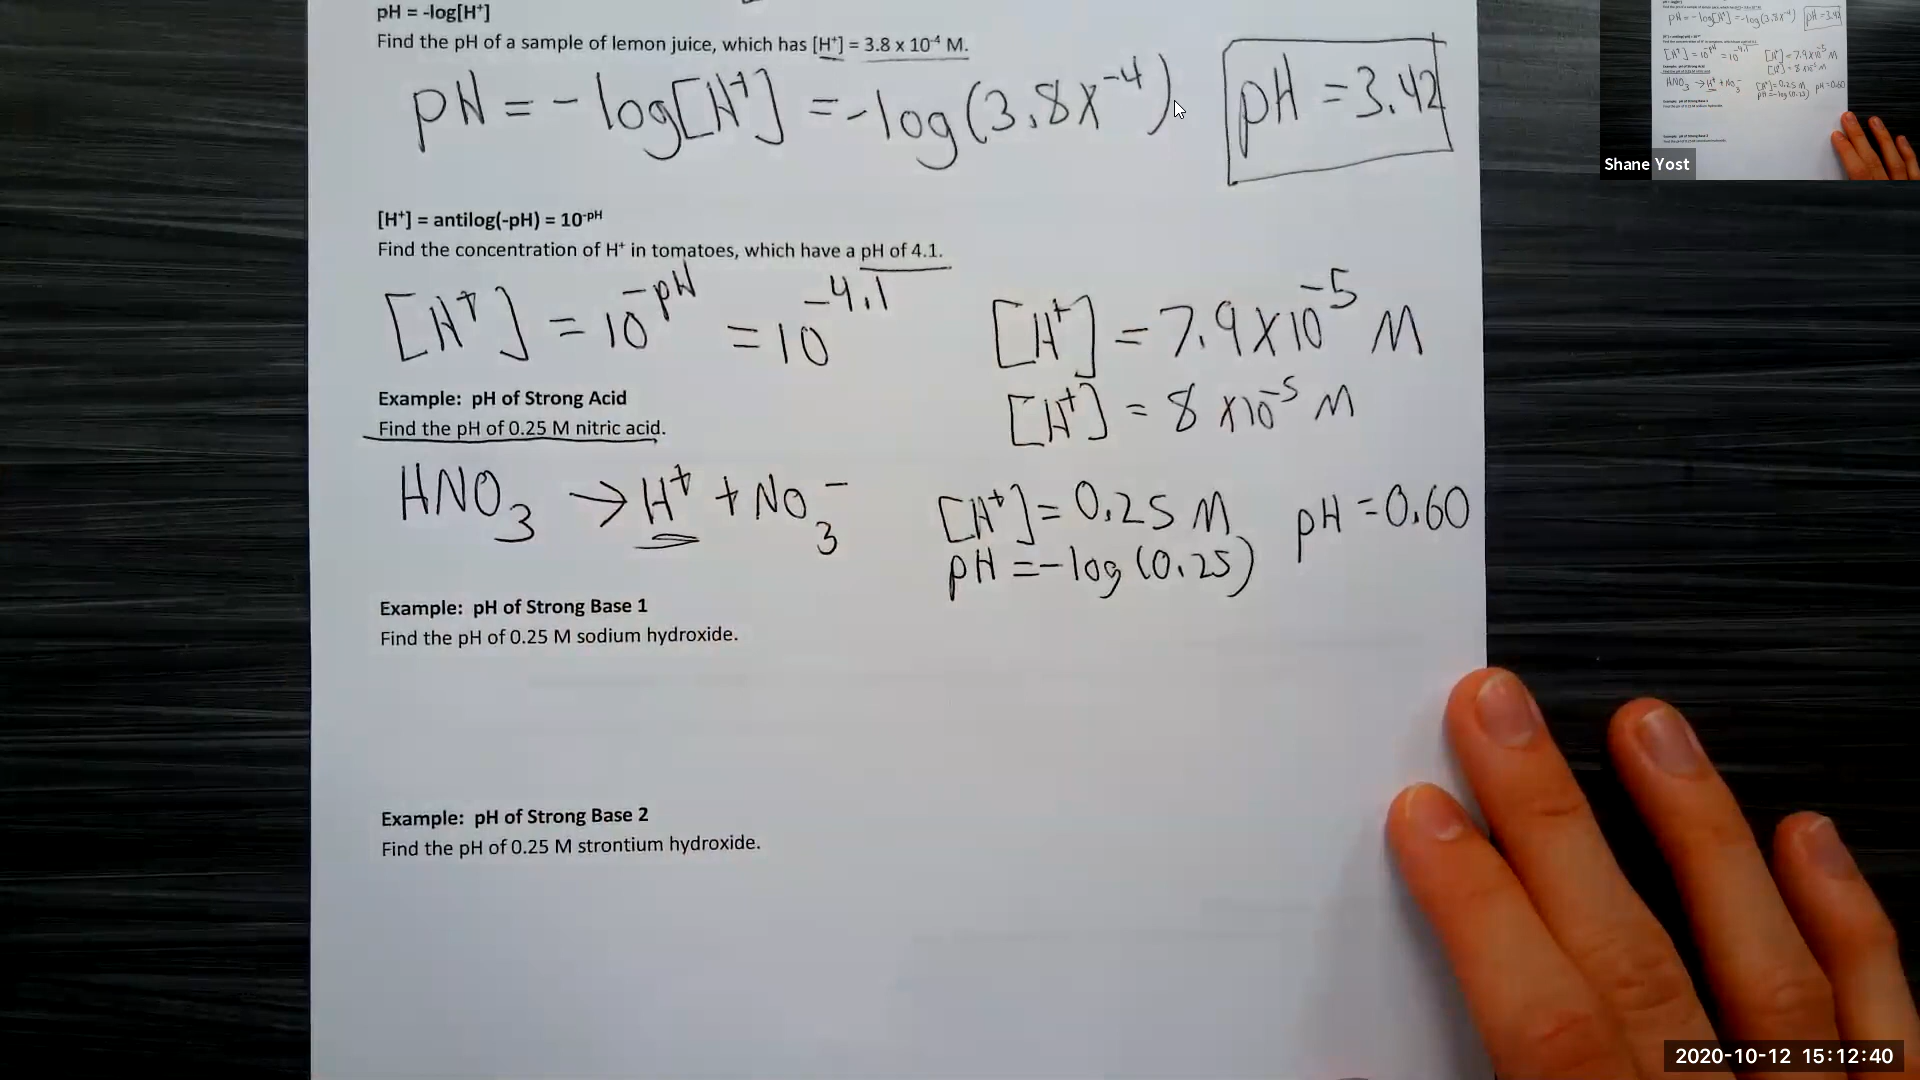 pH = -log[H⁺]
Find the pH of a sample of lemon juice, which has [H⁺] = 3.8 x 10⁻⁴ M.
pH = -log[H⁺] = -log(3.8x⁻⁴)
pH = 3.42
[H⁺] = antilog(-pH) = 10⁻ᵖᴴ
Find the concentration of H⁺ in tomatoes, which have a pH of 4.1.
[H⁺] = 10⁻ᵖᴴ = 10⁻⁴·¹
[H⁺] = 7.9 X 10⁻⁵ M
[H⁺] = 8 x10⁻⁵ M
Example: pH of Strong Acid
Find the pH of 0.25 M nitric acid.
HNO₃ → H⁺ + NO₃⁻
[H⁺] = 0.25 M
pH = -log(0.25)
pH = 0.60
Example: pH of Strong Base 1
Find the pH of 0.25 M sodium hydroxide.
Example: pH of Strong Base 2
Find the pH of 0.25 M strontium hydroxide.
Shane Yost
2020-10-12 15:12:40